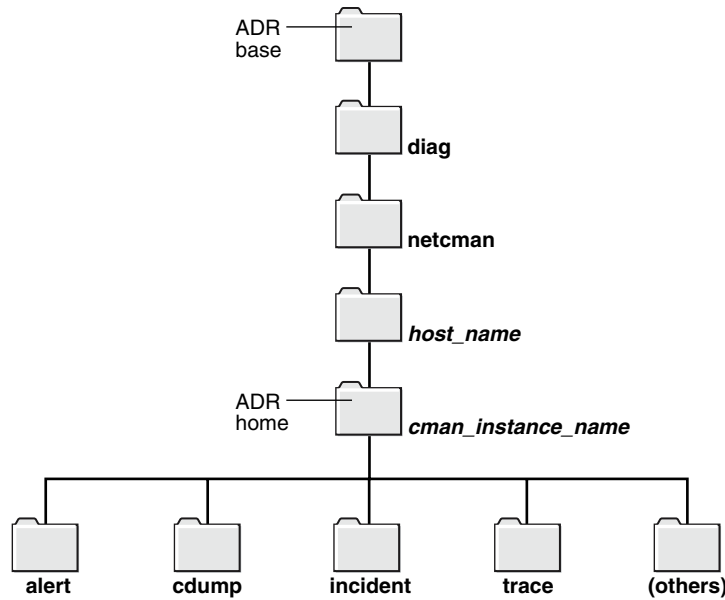 ADR
base
diag
netcman
host_name
ADR
home
cman_instance_name
alert
cdump
incident
trace
(others)